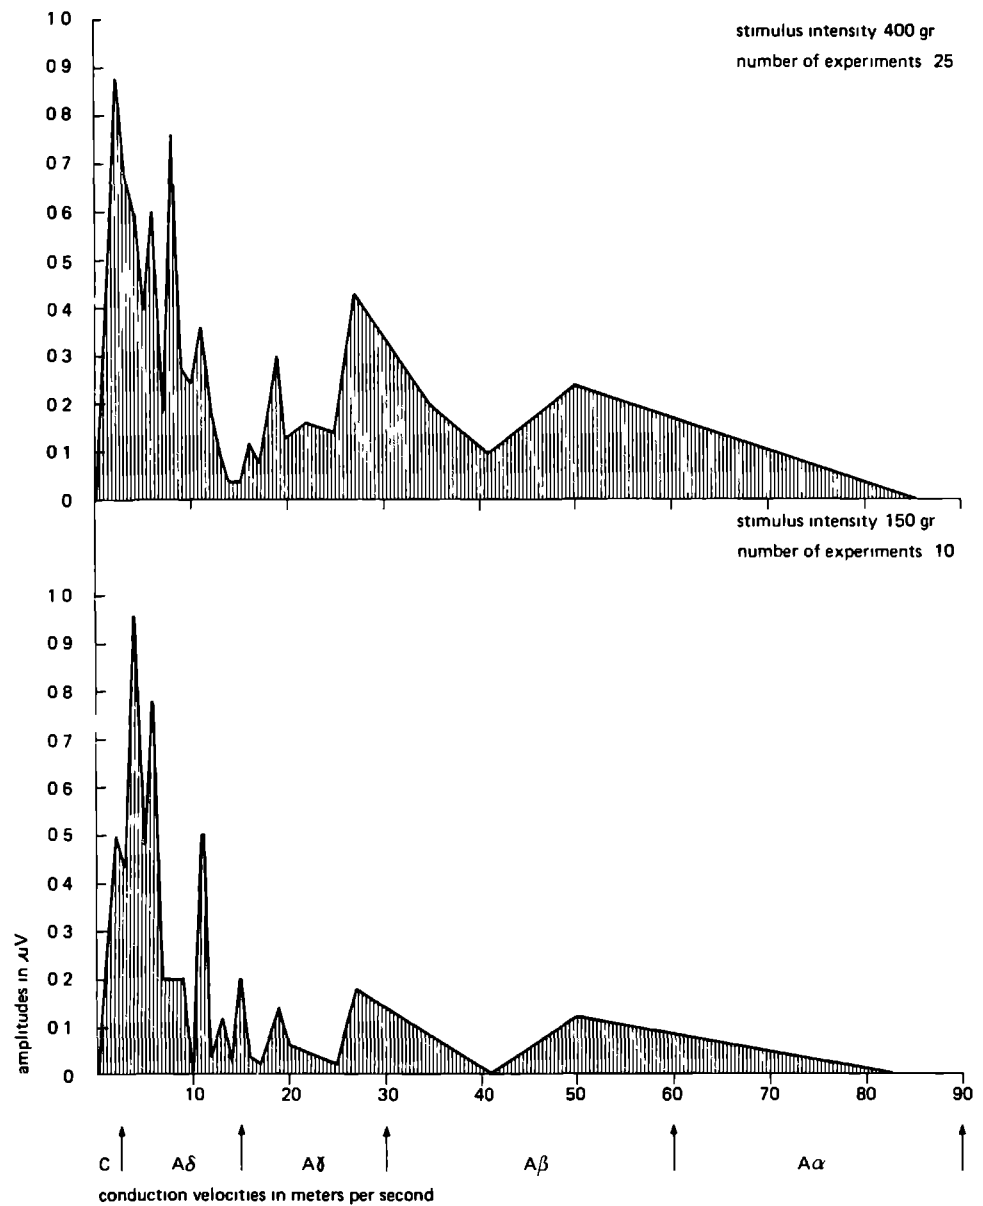 stimulus intensity 400 gr
number of experiments 25
1 0
0 9
0 8
0 7
0 6
0 5
0 4
0 3
0 2
0 1
0
stimulus intensity 150 gr
number of experiments 10
1 0
0 9
0 8
0 7
0 6
0 5
0 4
0 3
0 2
0 1
0
amplitudes in μV
10 20 30 40 50 60 70 80 90
C Aδ Aɣ Aβ Aα
conduction velocities in meters per second